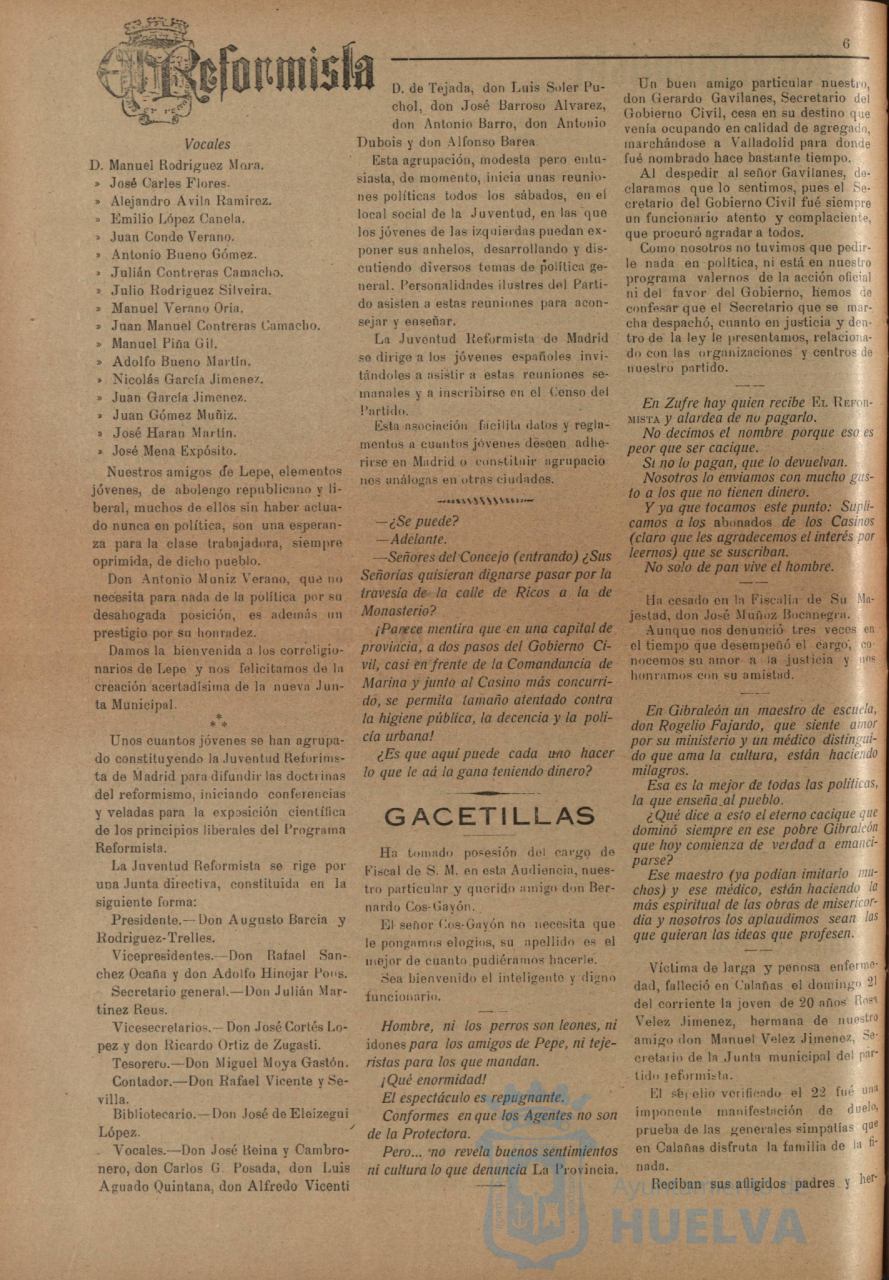 El Reformista
6
Vocales
D. Manuel Rodriguez Mora.
» José Carles Flores.
» Alejandro Avila Ramirez.
» Emilio López Canela.
» Juan Conde Verano.
» Antonio Bueno Gómez.
» Julián Contreras Camacho.
» Julio Rodriguez Silveira.
» Manuel Verano Oria.
» Juan Manuel Contreras Camacho.
» Manuel Piña Gil.
» Adolfo Bueno Martín.
» Nicolás García Jimenez.
» Juan García Jimenez.
» Juan Gómez Muñiz.
» José Haran Martín.
» José Mena Expósito.
Nuestros amigos de Lepe, elementos
jóvenes, de abolengo republicano y li-
beral, muchos de ellos sin haber actua-
do nunca en política, son una esperan-
za para la clase trabajadora, siempre
oprimida, de dicho pueblo.
Don Antonio Muniz Verano, que no
necesita para nada de la política por su
desahogada posición, es además un
prestigio por su honradez.
Damos la bienvenida a los correligio-
narios de Lepe y nos felicitamos de la
creación acertadísima de la nueva Jun-
ta Municipal.
* * *
Unos cuantos jóvenes se han agrupa-
do constituyendo la Juventud Reformis-
ta de Madrid para difundir las doctrinas
del reformismo, iniciando conferencias
y veladas para la exposición científica
de los principios liberales del Programa
Reformista.
La Juventud Reformista se rige por
una Junta directiva, constituida en la
siguiente forma:
Presidente.—Don Augusto Barcia y
Rodriguez-Trelles.
Vicepresidentes.—Don Rafael San-
chez Ocaña y don Adolfo Hinojar Pons.
Secretario general.—Don Julián Mar-
tinez Reus.
Vicesecretarios.—Don José Cortés Lo-
pez y don Ricardo Ortiz de Zugasti.
Tesorero.—Don Miguel Moya Gastón.
Contador.—Don Rafael Vicente y Se-
villa.
Bibliotecario.—Don José de Eleizegui
López.
Vocales.—Don José Reina y Cambro-
nero, don Carlos G. Posada, don Luis
Aguado Quintana, don Alfredo Vicenti
D. de Tejada, don Luis Soler Pu-
chol, don José Barroso Alvarez,
don Antonio Barro, don Antonio
Dubois y don Alfonso Barea.
Esta agrupación, modesta pero entu-
siasta, de momento, inicia unas reunio-
nes políticas todos los sábados, en el
local social de la Juventud, en las que
los jóvenes de las izquierdas puedan ex-
poner sus anhelos, desarrollando y dis-
cutiendo diversos temas de política ge-
neral. Personalidades ilustres del Parti-
do asisten a estas reuniones para acon-
sejar y enseñar.
La Juventud Reformista de Madrid
se dirige a los jóvenes españoles invi-
tándoles a asistir a estas reuniones se-
manales y a inscribirse en el Censo del
Partido.
Esta asociación facilita datos y regla-
mentos a cuantos jóvenes deseen adhe-
rirse en Madrid o constituir agrupacio
nes análogas en otras ciudades.
—¿Se puede?
—Adelante.
—Señores del Concejo (entrando) ¿Sus
Señorías quisieran dignarse pasar por la
travesía de la calle de Ricos a la de
Monasterio?
¡Parece mentira que en una capital de
provincia, a dos pasos del Gobierno Ci-
vil, casi en frente de la Comandancia de
Marina y junto al Casino más concurri-
do, se permita tamaño atentado contra
la higiene pública, la decencia y la poli-
cía urbana!
¿Es que aquí puede cada uno hacer
lo que le dá la gana teniendo dinero?
GACETILLAS
Ha tomado posesión del cargo de
Fiscal de S. M. en esta Audiencia, nues-
tro particular y querido amigo don Ber-
nardo Cos-Gayón.
El señor Cos-Gayón no necesita que
le pongamos elogios, su apellido es el
mejor de cuanto pudiéramos hacerle.
Sea bienvenido el inteligente y digno
funcionario.
Hombre, ni los perros son leones, ni
idones para los amigos de Pepe, ni teje-
ristas para los que mandan.
¡Qué enormidad!
El espectáculo es repugnante.
Conformes en que los Agentes no son
de la Protectora.
Pero... no revela buenos sentimientos
ni cultura lo que denuncia La Provincia.
Un buen amigo particular nuestro,
don Gerardo Gavilanes, Secretario del
Gobierno Civil, cesa en su destino que
venía ocupando en calidad de agregado,
marchándose a Valladolid para donde
fué nombrado hace bastante tiempo.
Al despedir al señor Gavilanes, de-
claramos que lo sentimos, pues el Se-
cretario del Gobierno Civil fué siempre
un funcionario atento y complaciente,
que procuró agradar a todos.
Como nosotros no tuvimos que pedir-
le nada en política, ni está en nuestro
programa valernos de la acción oficial
ni del favor del Gobierno, hemos de
confesar que el Secretario que se mar-
cha despachó, cuanto en justicia y den-
tro de la ley le presentamos, relaciona-
do con las organizaciones y centros de
nuestro partido.
En Zufre hay quien recibe EL REFOR-
MISTA y alardea de no pagarlo.
No decimos el nombre porque eso es
peor que ser cacique.
Si no lo pagan, que lo devuelvan.
Nosotros lo enviamos con mucho gus-
to a los que no tienen dinero.
Y ya que tocamos este punto: Supli-
camos a los abonados de los Casinos
(claro que les agradecemos el interés por
leernos) que se suscriban.
No solo de pan vive el hombre.
Ha cesado en la Fiscalía de Su Ma-
jestad, don José Muñoz Bocanegra.
Aunque nos denunció tres veces en
el tiempo que desempeñó el cargo, co-
nocemos su amor a la justicia y nos
honramos con su amistad.
En Gibraleón un maestro de escuela,
don Rogelio Fajardo, que siente amor
por su ministerio y un médico distingui-
do que ama la cultura, están haciendo
milagros.
Esa es la mejor de todas las políticas,
la que enseña al pueblo.
¿Qué dice a esto el eterno cacique que
dominó siempre en ese pobre Gibraleón
que hoy comienza de verdad a emanci-
parse?
Ese maestro (ya podían imitarlo mu-
chos) y ese médico, están haciendo la
más espiritual de las obras de misericor-
dia y nosotros los aplaudimos sean las
que quieran las ideas que profesen.
Víctima de larga y penosa enferme-
dad, falleció en Calañas el domingo 21
del corriente la joven de 20 años Rosa
Velez Jimenez, hermana de nuestro
amigo don Manuel Velez Jimenez, Se-
cretario de la Junta municipal del par-
tido reformista.
El sepelio verificado el 22 fué una
imponente manifestación de duelo,
prueba de las generales simpatías que
en Calañas disfruta la familia de la fi-
nada.
Reciban sus afligidos padres y her-
Ayuntamiento de
HUELVA